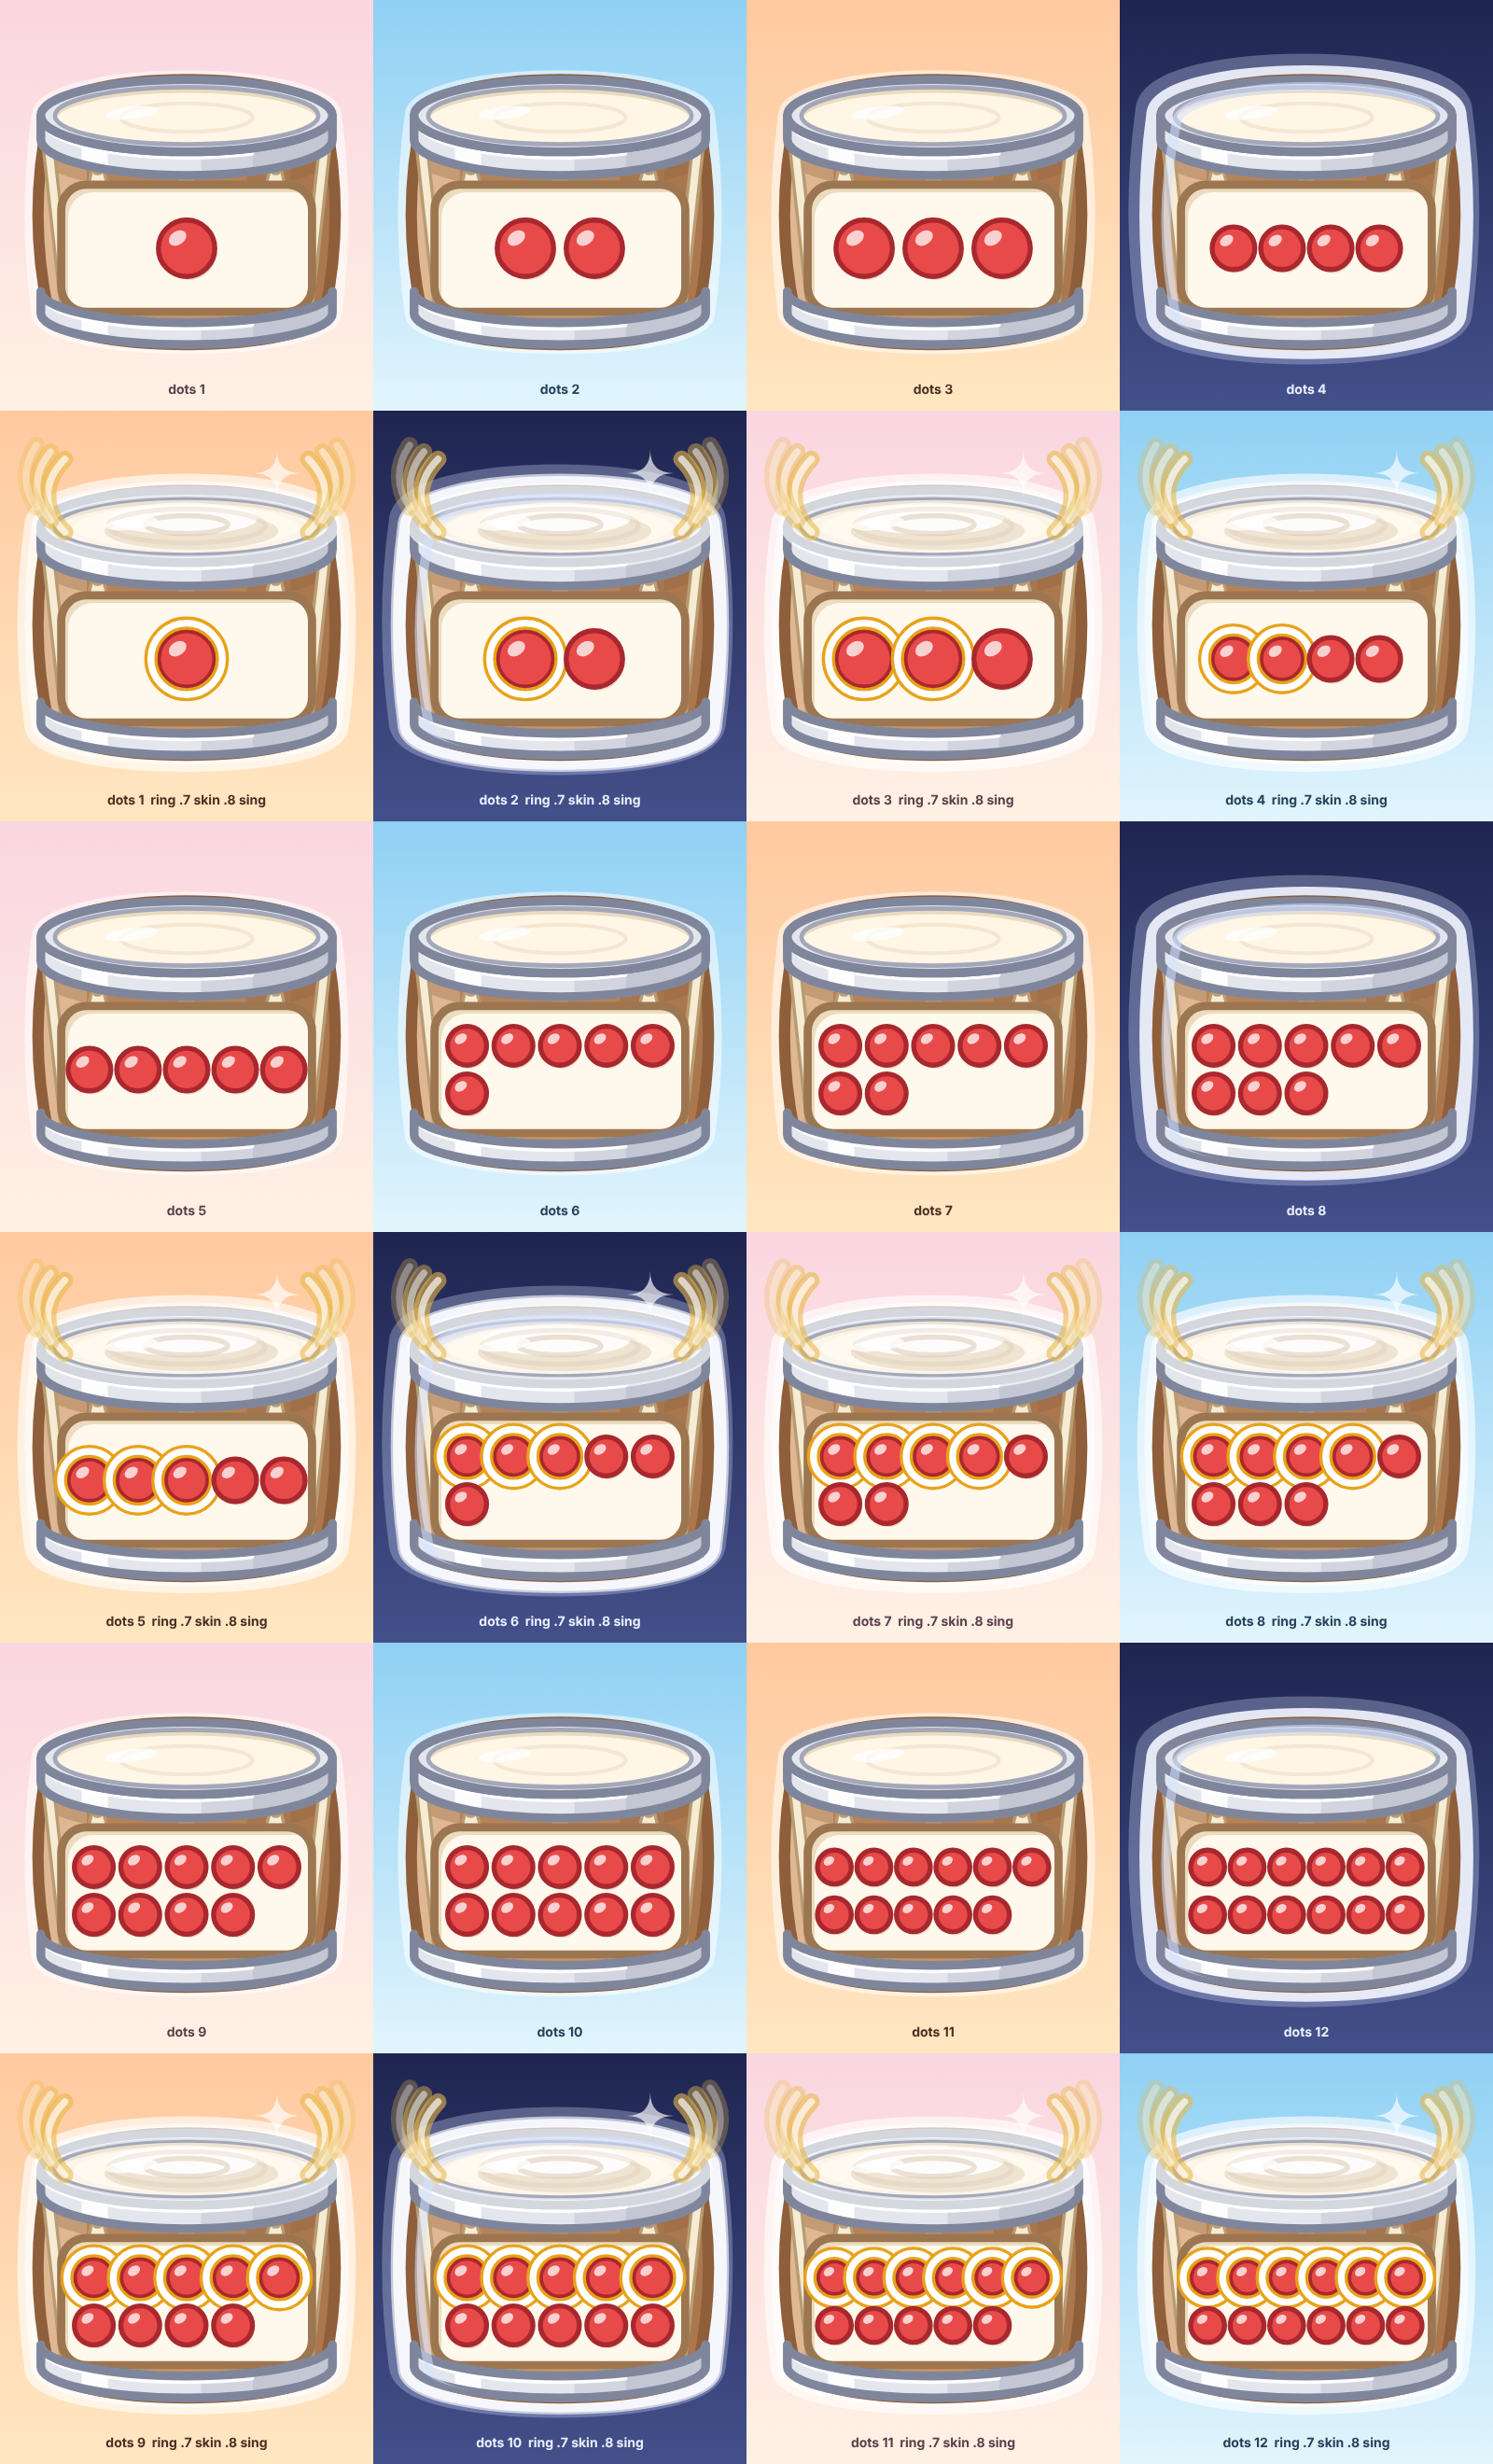 dots 1
dots 2
dots 3
dots 4
dots 1 ring .7 skin .8 sing
dots 2 ring .7 skin .8 sing
dots 3 ring .7 skin .8 sing
dots 4 ring .7 skin .8 sing
dots 5
dots 6
dots 7
dots 8
dots 5 ring .7 skin .8 sing
dots 6 ring .7 skin .8 sing
dots 7 ring .7 skin .8 sing
dots 8 ring .7 skin .8 sing
dots 9
dots 10
dots 11
dots 12
dots 9 ring .7 skin .8 sing
dots 10 ring .7 skin .8 sing
dots 11 ring .7 skin .8 sing
dots 12 ring .7 skin .8 sing